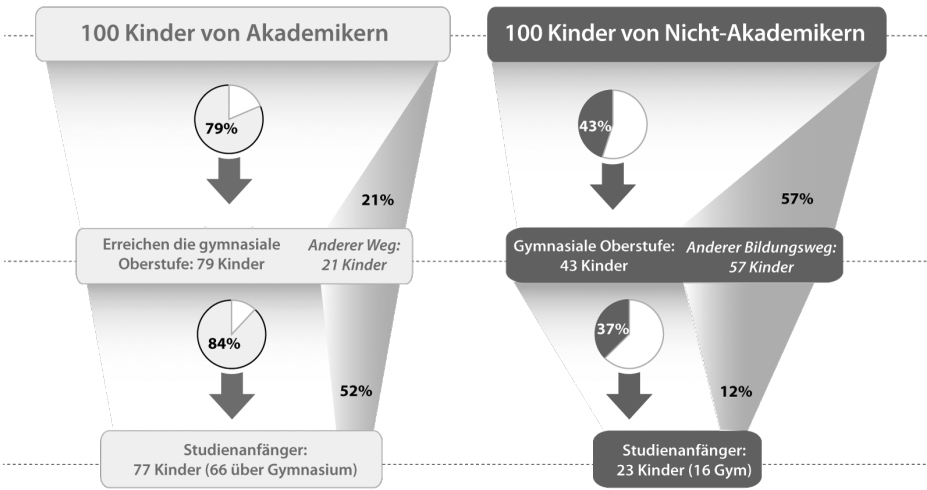 100 Kinder von Akademikern
79%
21%
Erreichen die gymnasiale
Oberstufe: 79 Kinder
Anderer Weg:
21 Kinder
84%
52%
Studienanfänger:
77 Kinder (66 über Gymnasium)
100 Kinder von Nicht-Akademikern
43%
57%
Gymnasiale Oberstufe:
43 Kinder
Anderer Bildungsweg:
57 Kinder
37%
12%
Studienanfänger:
23 Kinder (16 Gym)